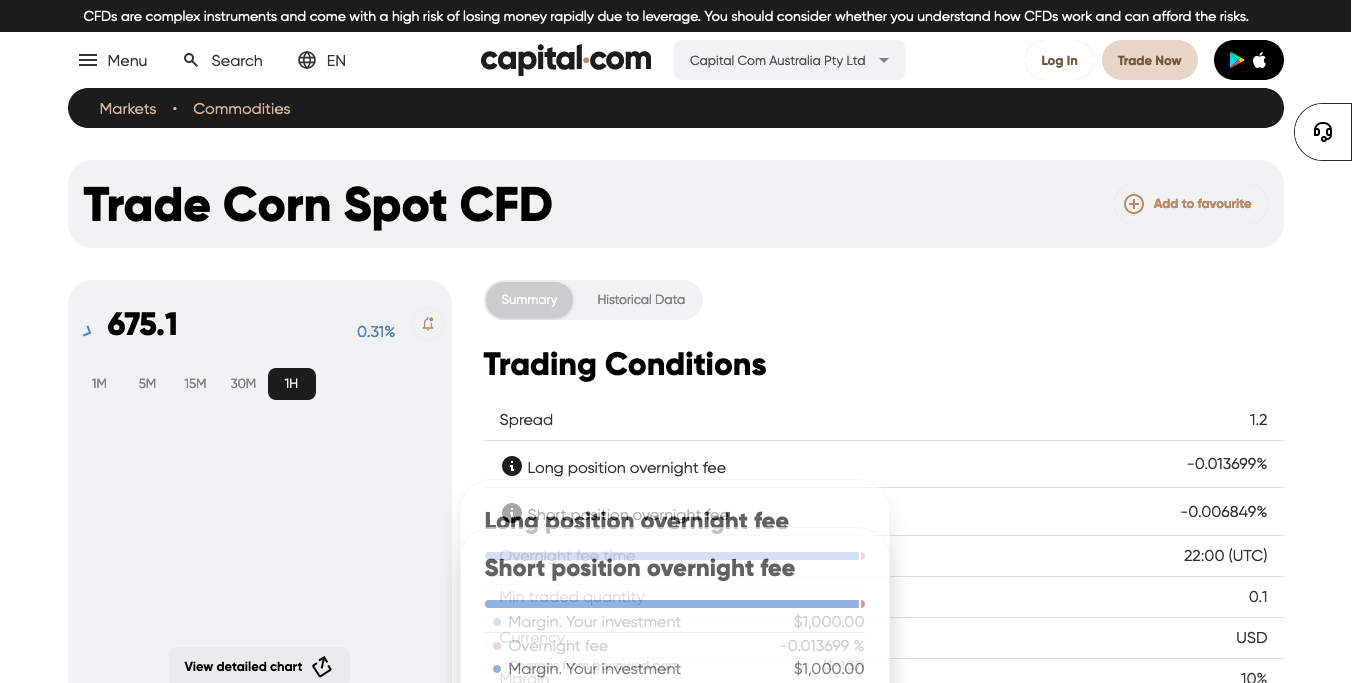 CFDs are complex instruments and come with a high risk of losing money rapidly due to leverage. You should consider whether you understand how CFDs work and can afford the risks.
Menu
Search
EN
capital.com
Capital Com Australia Pty Ltd
Log In
Trade Now
Markets • Commodities
Trade Corn Spot CFD
Add to favourite
675.1
0.31%
1M 5M 15M 30M 1H
View detailed chart
Summary
Historical Data
Trading Conditions
Spread 1.2
Long position overnight fee -0.013699%
Short position overnight fee -0.006849%
Overnight fee time 22:00 (UTC)
Min traded quantity 0.1
Currency USD
Margin 10%
Long position overnight fee
Margin. Your investment $1,000.00
Overnight fee -0.013699 %
Short position overnight fee
Margin. Your investment $1,000.00